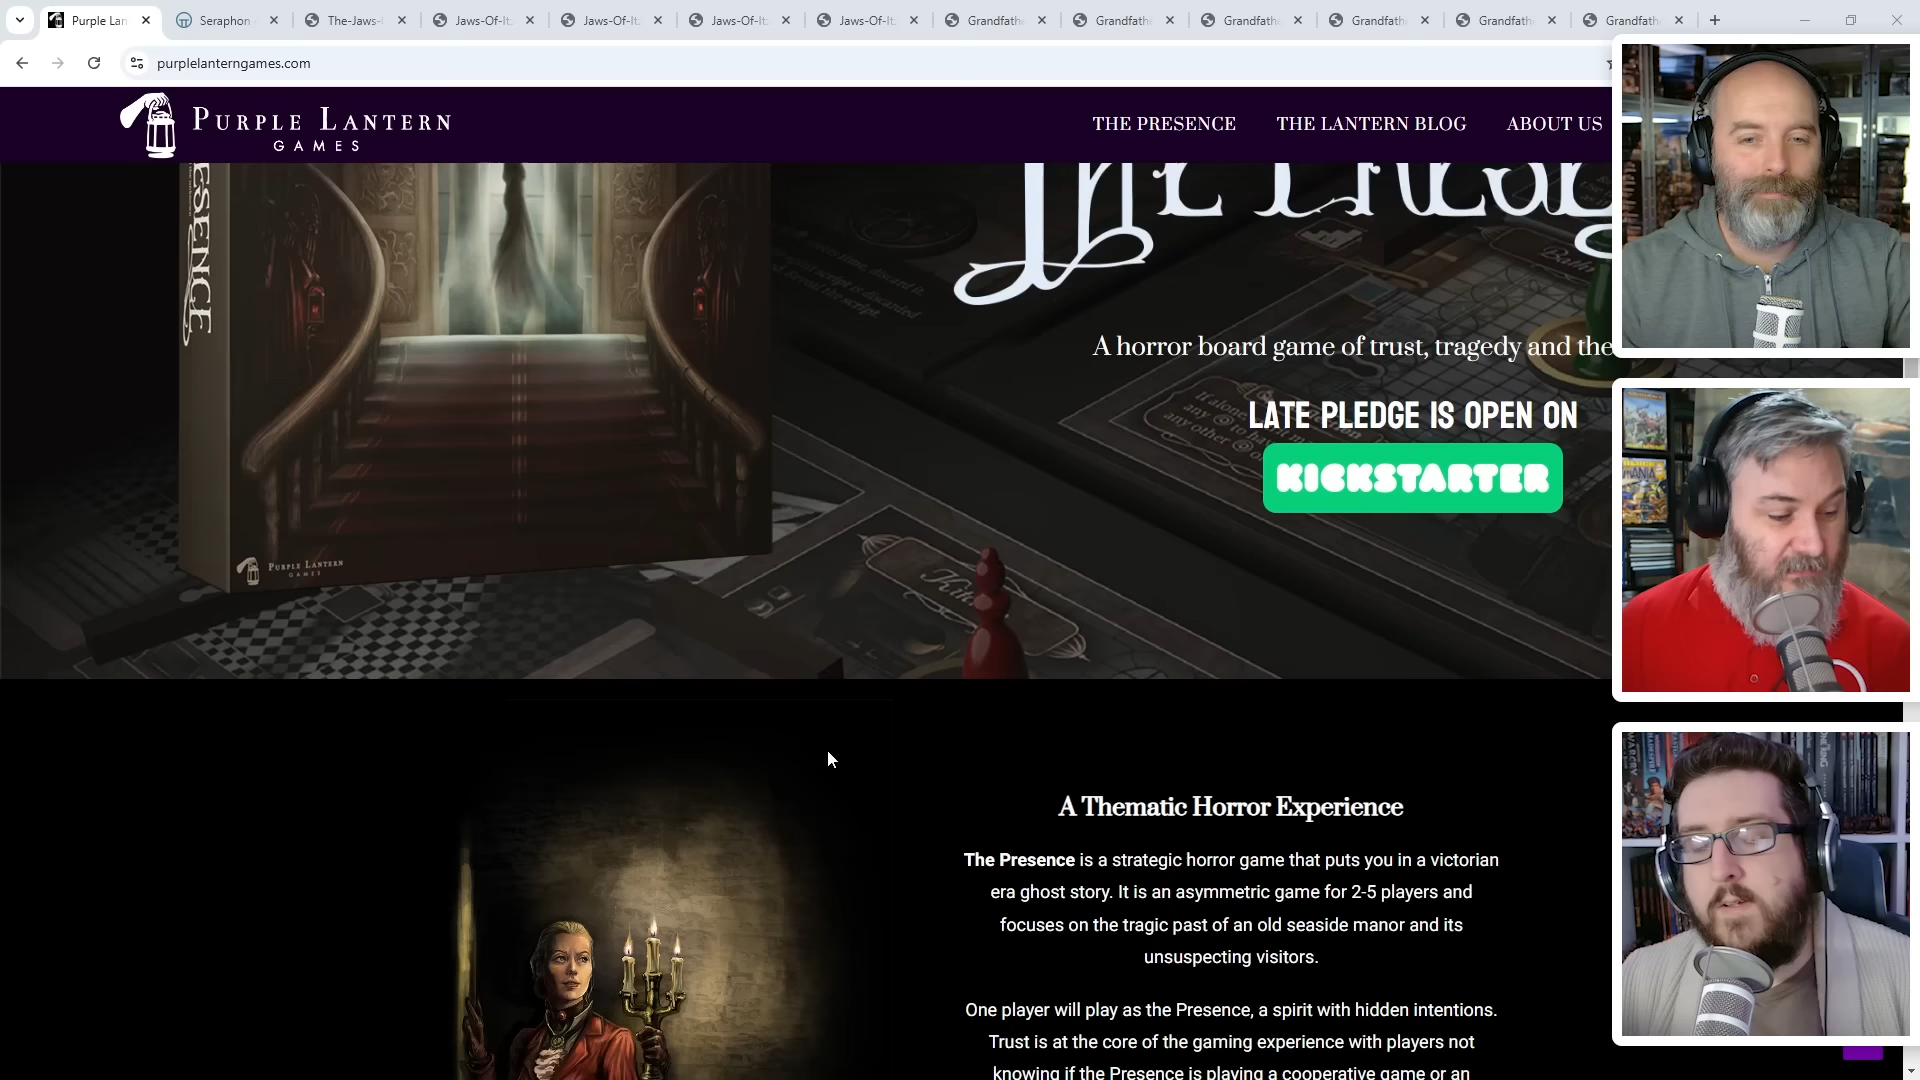 Purple Lan
Seraphon
The-Jaws-
Jaws-Of-It
Jaws-Of-It
Jaws-Of-It
Jaws-Of-It
Grandfath
Grandfath
Grandfath
Grandfath
Grandfath
Grandfath
purplelanterngames.com
PURPLE LANTERN
GAMES
THE PRESENCE
THE LANTERN BLOG
ABOUT US
ESENCE
A horror board game of trust, tragedy and the
LATE PLEDGE IS OPEN ON
KICKSTARTER
PURPLE LANTERN
GAMES
A Thematic Horror Experience
The Presence is a strategic horror game that puts you in a victorian
era ghost story. It is an asymmetric game for 2-5 players and
focuses on the tragic past of an old seaside manor and its
unsuspecting visitors.
One player will play as the Presence, a spirit with hidden intentions.
Trust is at the core of the gaming experience with players not
knowing if the Presence is playing a cooperative game or an